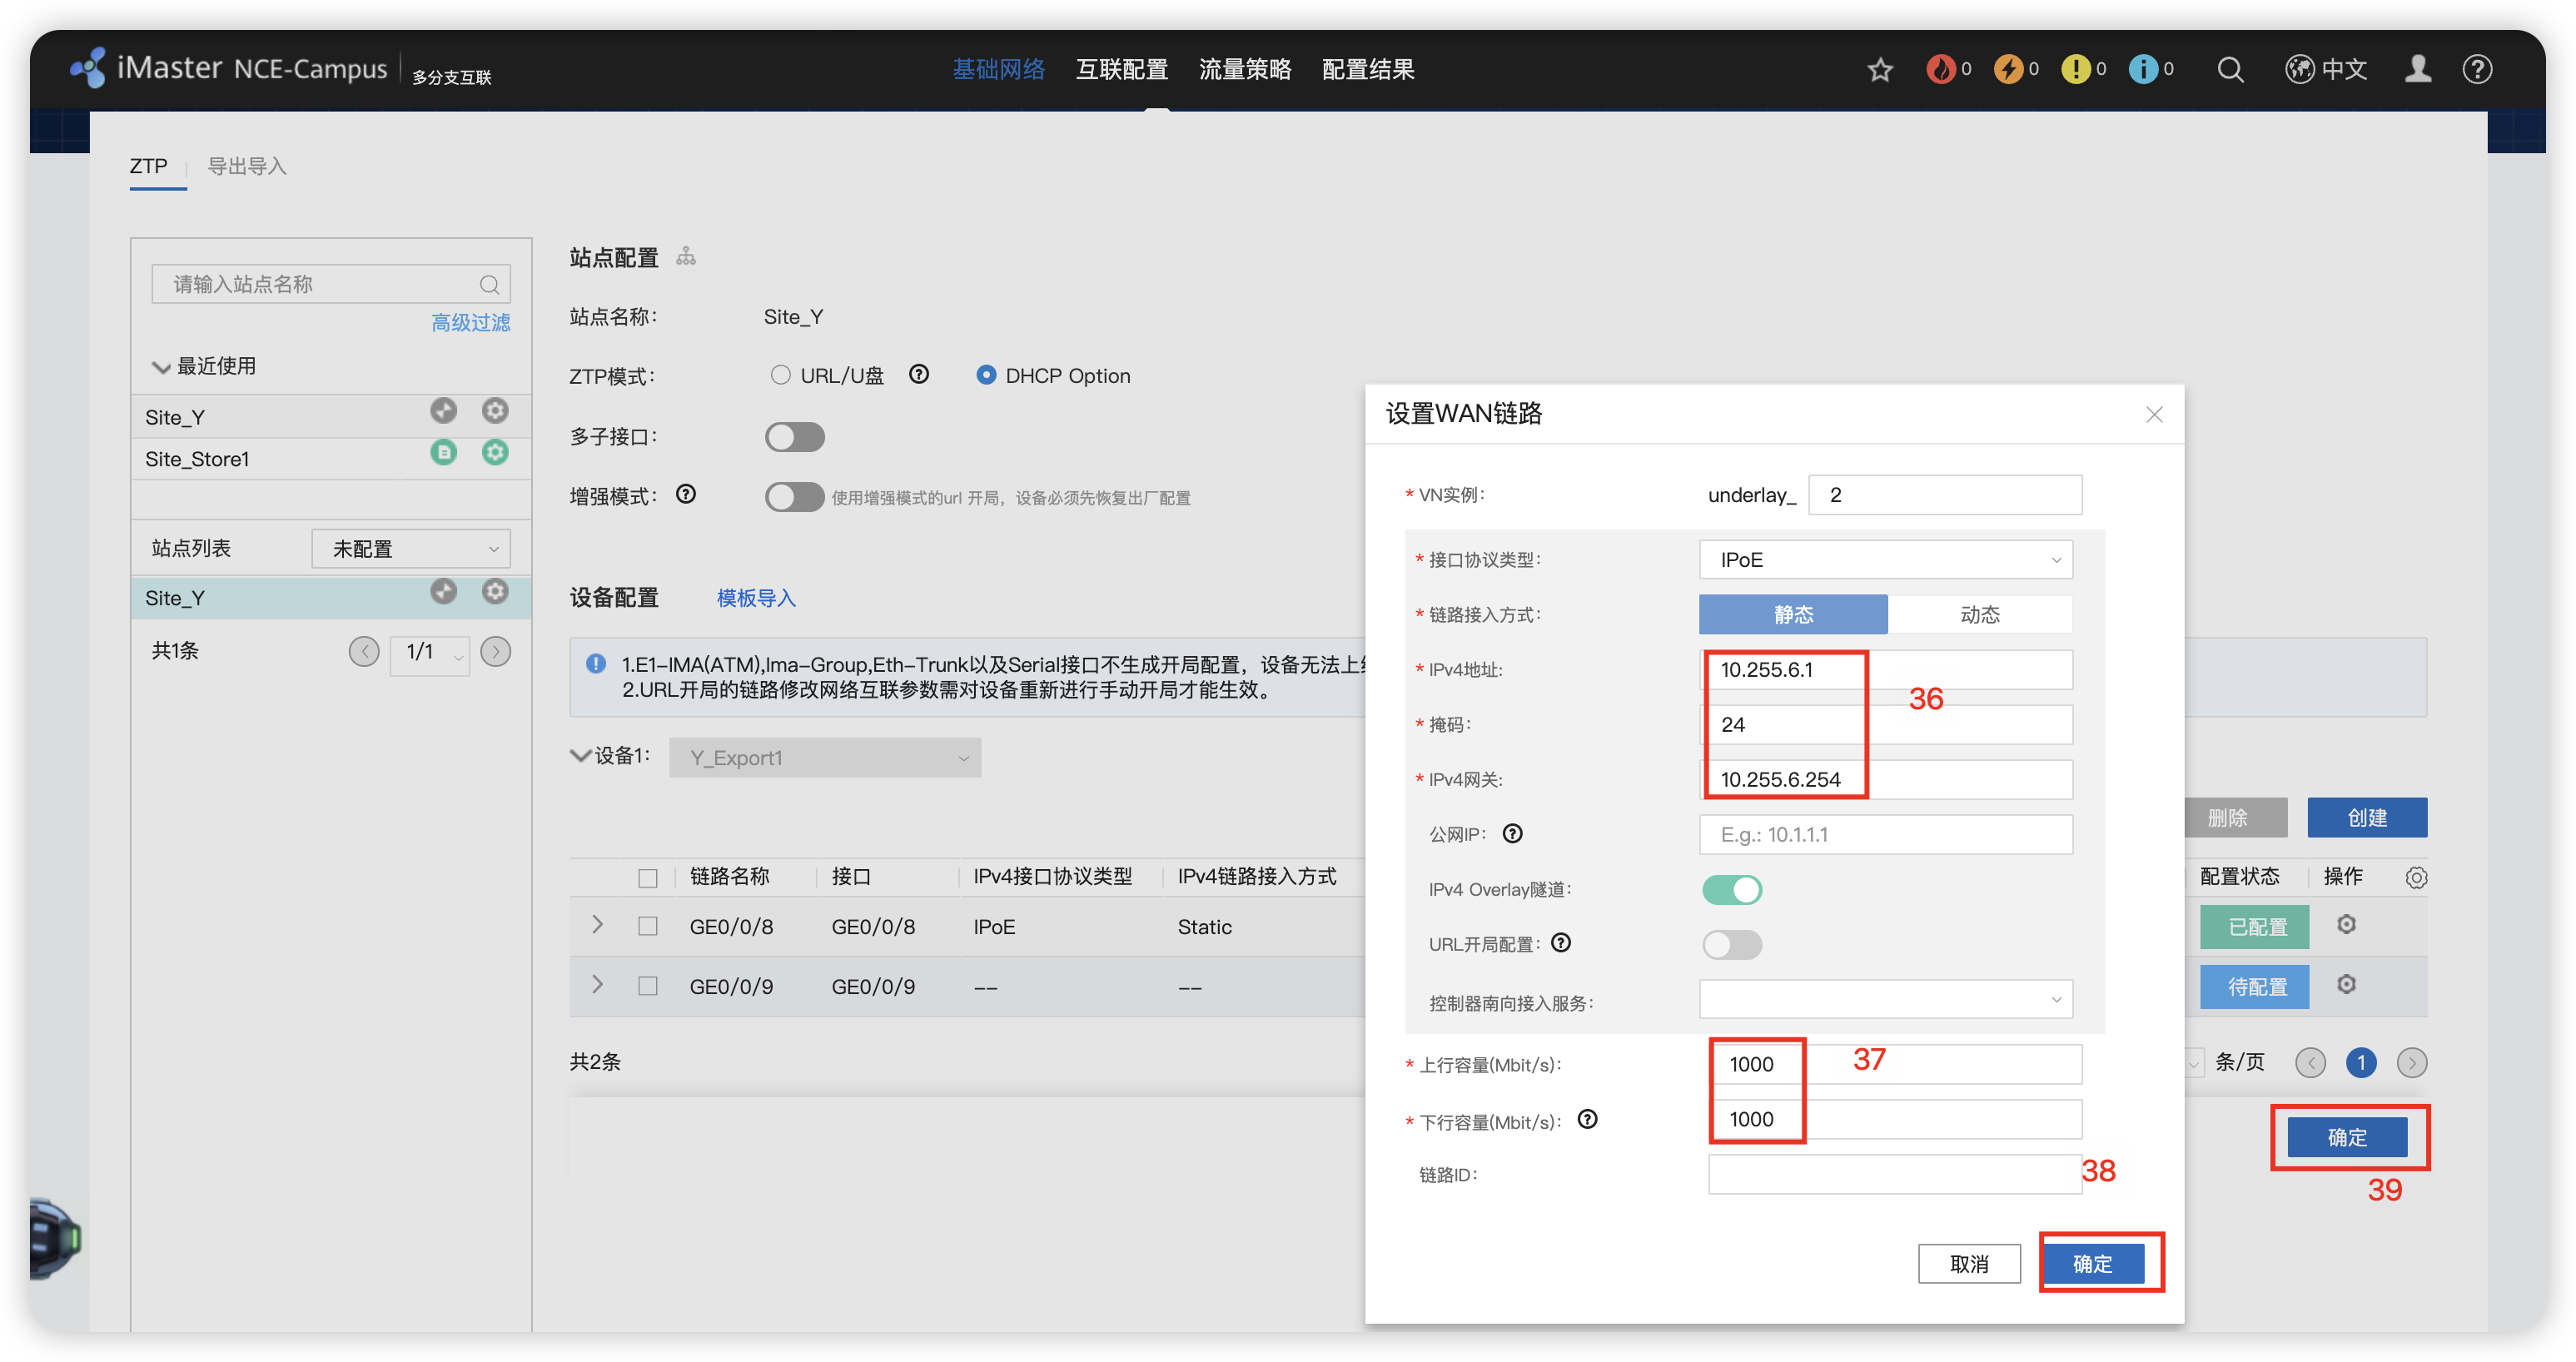 iMaster NCE-Campus 多分支互联
基础网络 互联配置 流量策略 配置结果
0 0 0 0 中文
ZTP 导出导入
请输入站点名称
高级过滤
最近使用
Site_Y
Site_Store1
站点列表 未配置
Site_Y
共1条 1/1
站点配置
站点名称: Site_Y
ZTP模式: URL/U盘 DHCP Option
多子接口:
增强模式: 使用增强模式的url 开局，设备必须先恢复出厂配置
设备配置 模板导入
1.E1-IMA(ATM),Ima-Group,Eth-Trunk以及Serial接口不生成开局配置，设备无法上
2.URL开局的链路修改网络互联参数需对设备重新进行手动开局才能生效。
设备1: Y_Export1
删除 创建
链路名称 接口 IPv4接口协议类型 IPv4链路接入方式 配置状态 操作
GE0/0/8 GE0/0/8 IPoE Static 已配置
GE0/0/9 GE0/0/9 -- -- 待配置
共2条 条/页 1
确定
39
设置WAN链路
* VN实例: underlay_ 2
* 接口协议类型: IPoE
* 链路接入方式: 静态 动态
* IPv4地址: 10.255.6.1
36
* 掩码: 24
* IPv4网关: 10.255.6.254
公网IP: E.g.: 10.1.1.1
IPv4 Overlay隧道:
URL开局配置:
控制器南向接入服务:
* 上行容量(Mbit/s): 1000 37
* 下行容量(Mbit/s): 1000
链路ID: 38
取消 确定